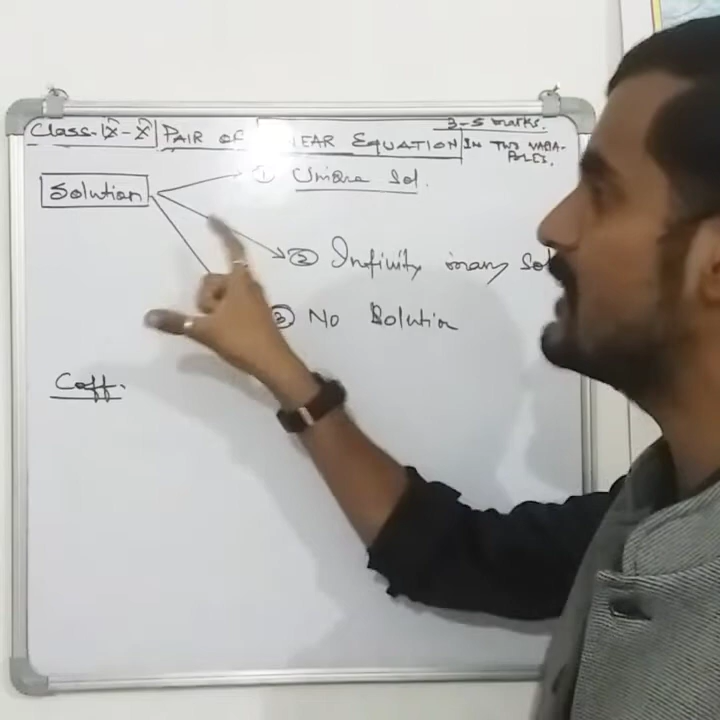 3-5 marks.
Class-IX-X PAIR OF LINEAR EQUATION IN TWO VARIA-
BLES.
Solution
① Unique Sol.
② Infinity many Sol
③ No Solution
Coff.